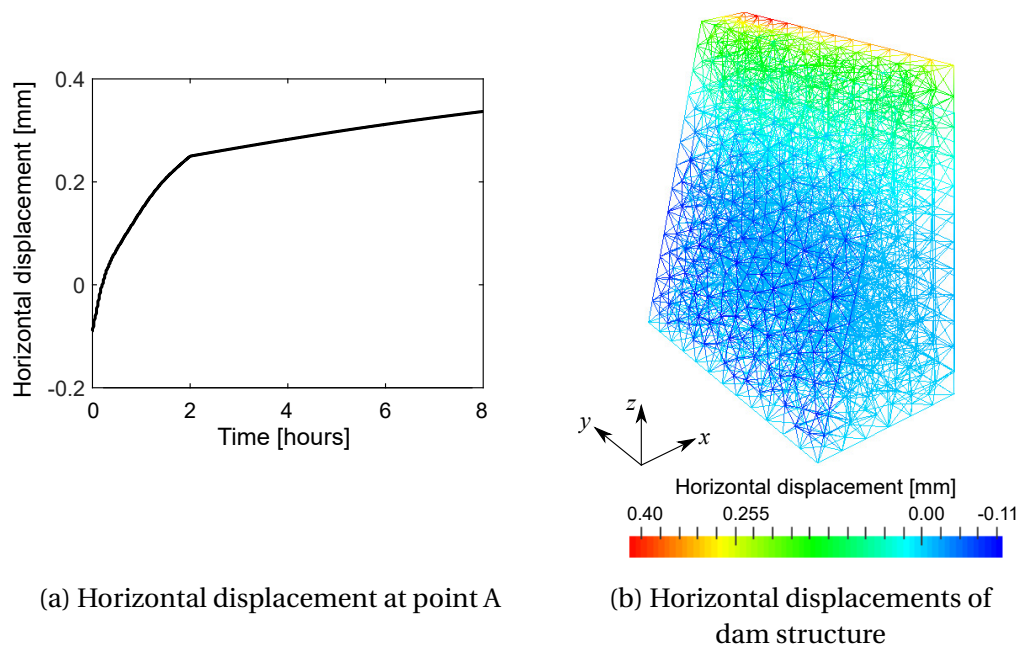 0.4
0.2
0
-0.2
Horizontal displacement [mm]
0 2 4 6 8
Time [hours]
z
y
x
Horizontal displacement [mm]
0.40 0.255 0.00 -0.11
(a) Horizontal displacement at point A
(b) Horizontal displacements of
dam structure